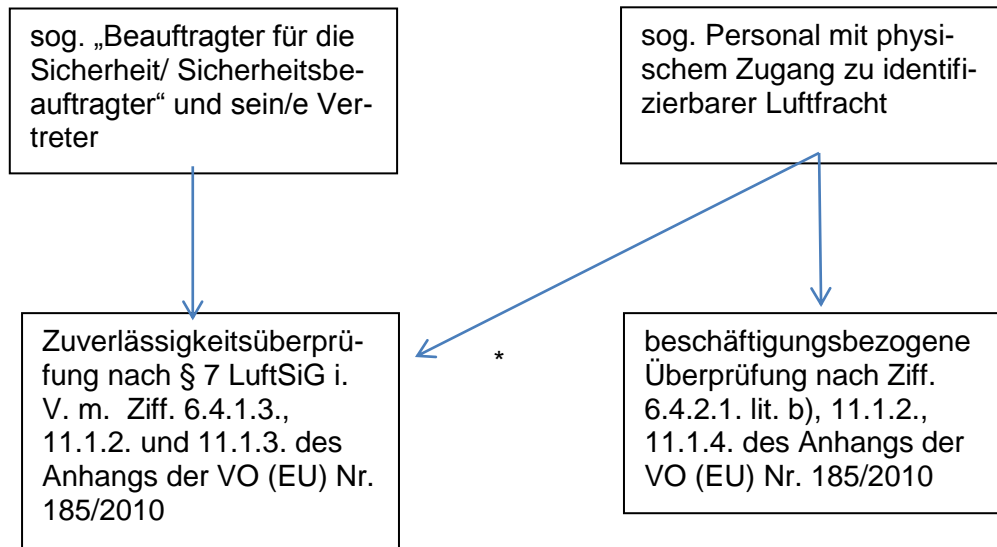 sog. „Beauftragter für die
Sicherheit/ Sicherheitsbe-
auftragter“ und sein/e Ver-
treter
sog. Personal mit physi-
schem Zugang zu identifi-
zierbarer Luftfracht
Zuverlässigkeitsüberprü-
fung nach § 7 LuftSiG i.
V. m. Ziff. 6.4.1.3.,
11.1.2. und 11.1.3. des
Anhangs der VO (EU) Nr.
185/2010
*
beschäftigungsbezogene
Überprüfung nach Ziff.
6.4.2.1. lit. b), 11.1.2.,
11.1.4. des Anhangs der
VO (EU) Nr. 185/2010